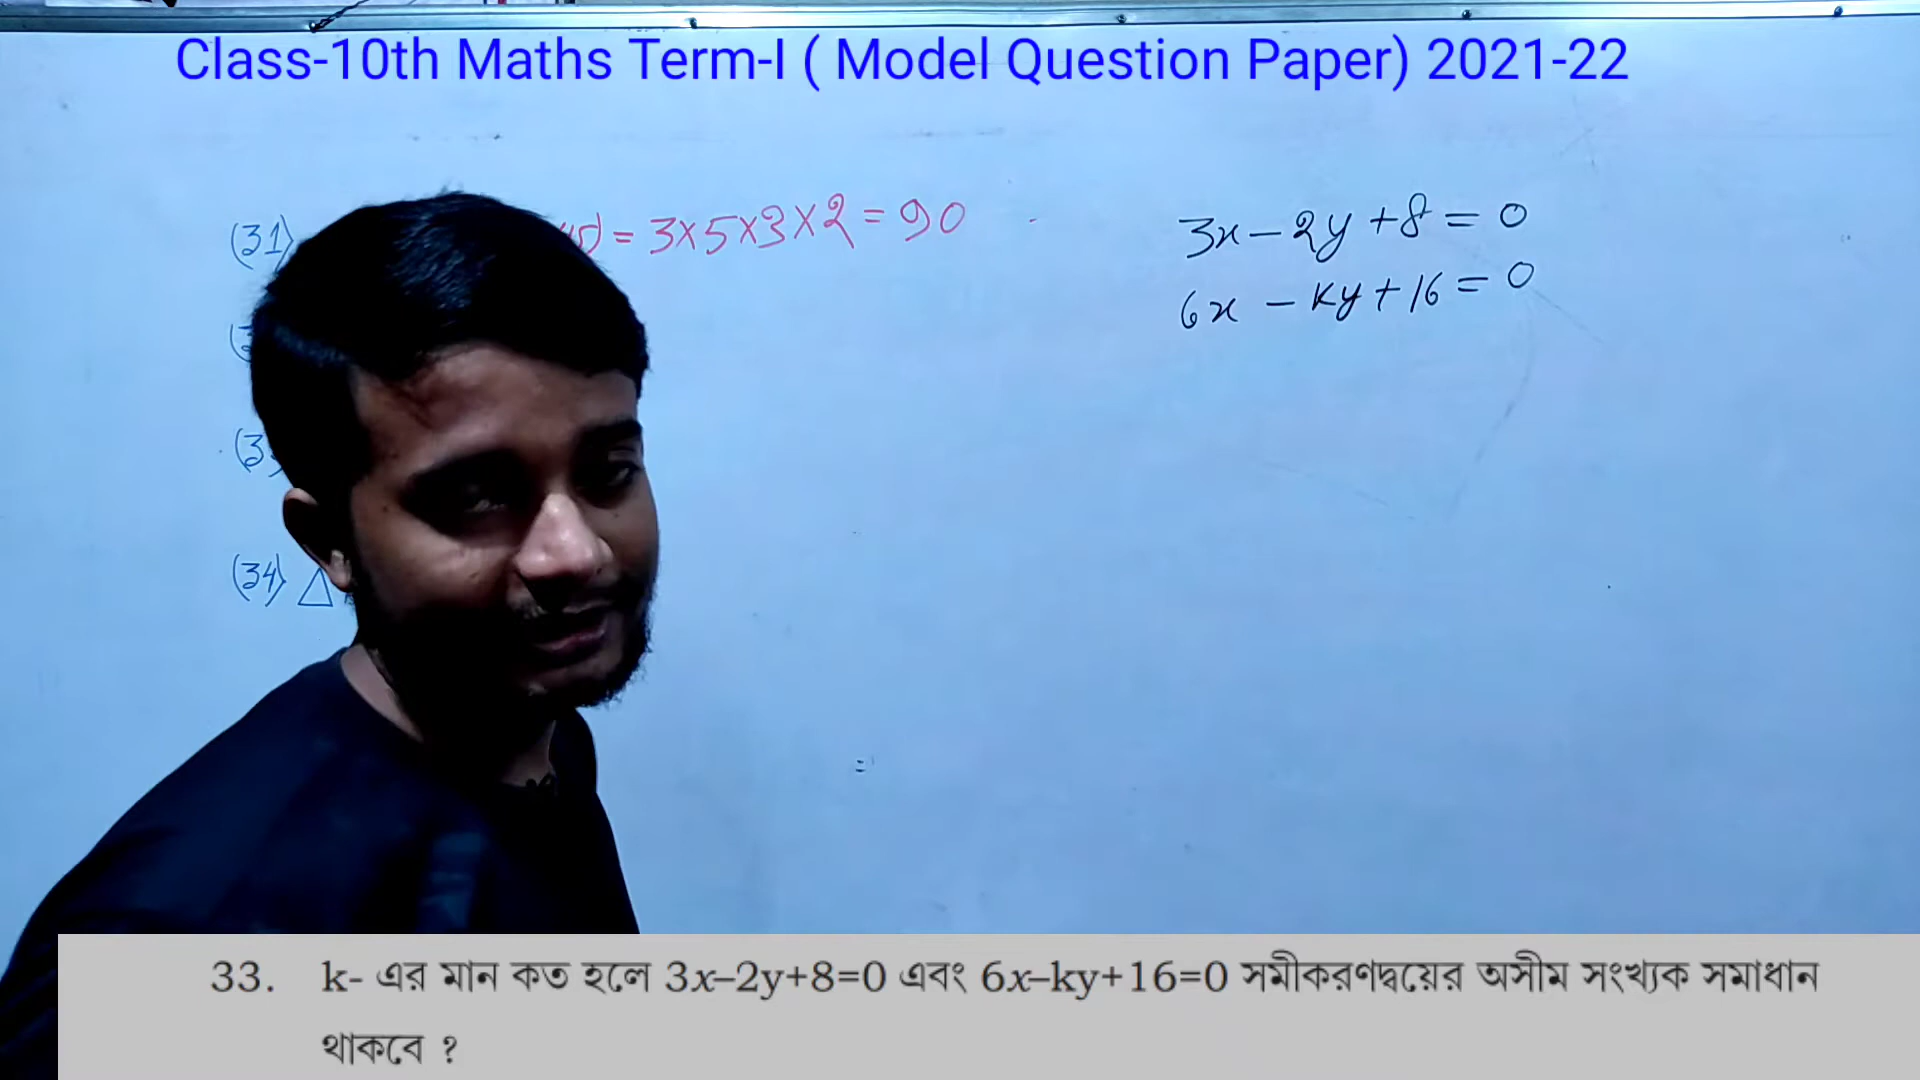 Class-10th Maths Term-I ( Model Question Paper) 2021-22
(31) = 3×5×3×2 = 90
3x - 2y + 8 = 0
6x - ky + 16 = 0
(34) △
33. k- এর মান কত হলে 3x–2y+8=0 এবং 6x–ky+16=0 সমীকরণদ্বয়ের অসীম সংখ্যক সমাধান
থাকবে ?